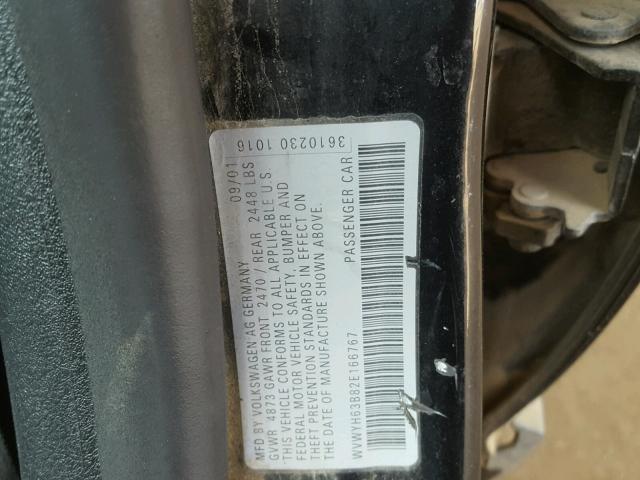 3610230 1016
09/01
MFD BY VOLKSWAGEN AG GERMANY
GVWR 4873 GAWR FRONT 2470 / REAR 2448 LBS
THIS VEHICLE CONFORMS TO ALL APPLICABLE U.S.
FEDERAL MOTOR VEHICLE SAFETY, BUMPER AND
THEFT PREVENTION STANDARDS IN EFFECT ON
THE DATE OF MANUFACTURE SHOWN ABOVE.
WVWYH63B82E166767 PASSENGER CAR